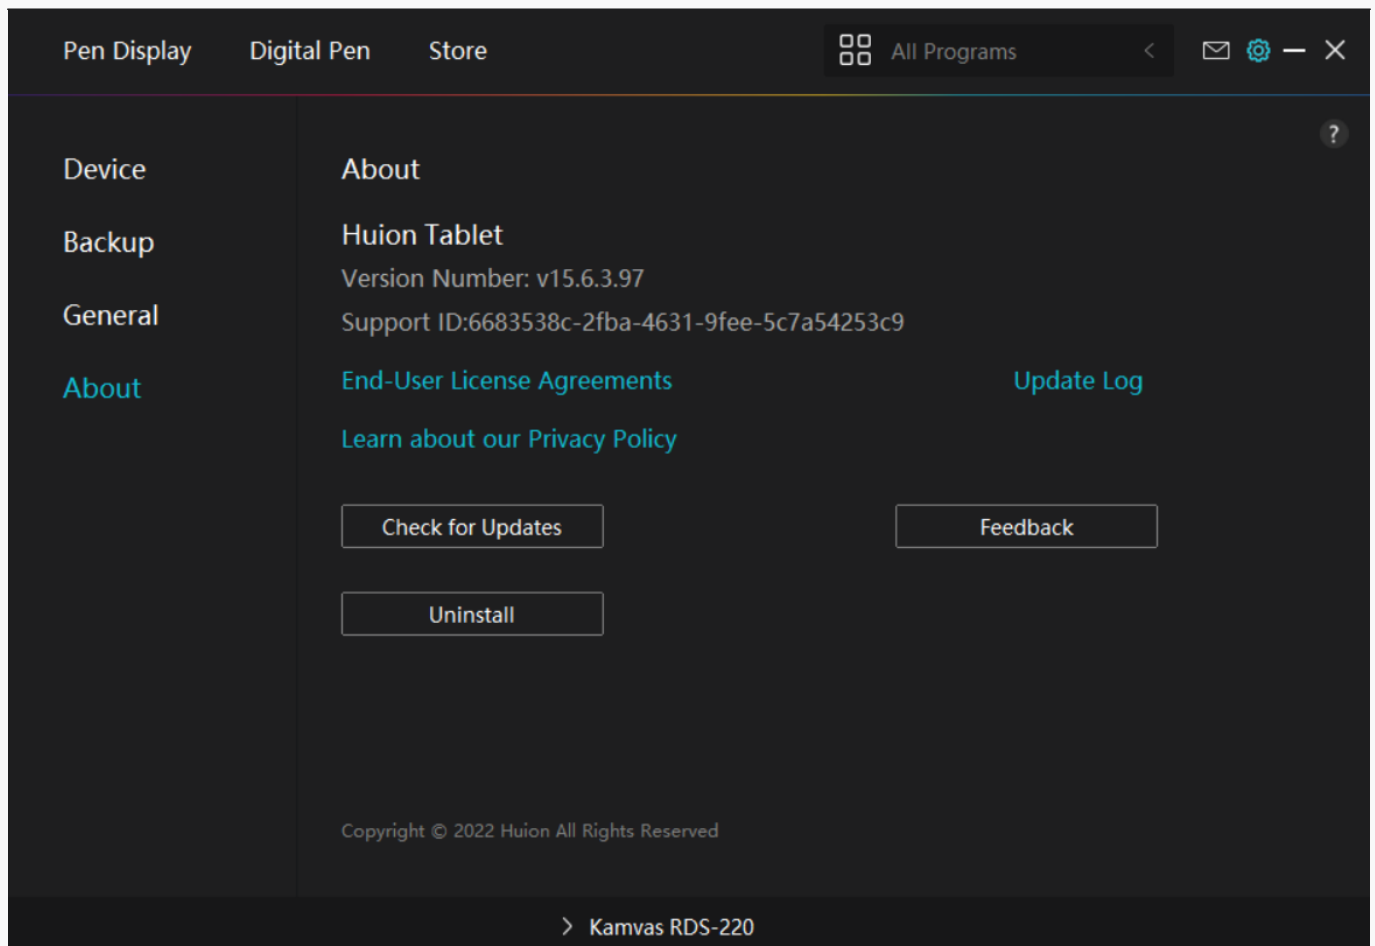 Pen Display Digital Pen Store All Programs
?
Device
Backup
General
About
About
Huion Tablet
Version Number: v15.6.3.97
Support ID:6683538c-2fba-4631-9fee-5c7a54253c9
End-User License Agreements Update Log
Learn about our Privacy Policy
Check for Updates Feedback
Uninstall
Copyright © 2022 Huion All Rights Reserved
Kamvas RDS-220